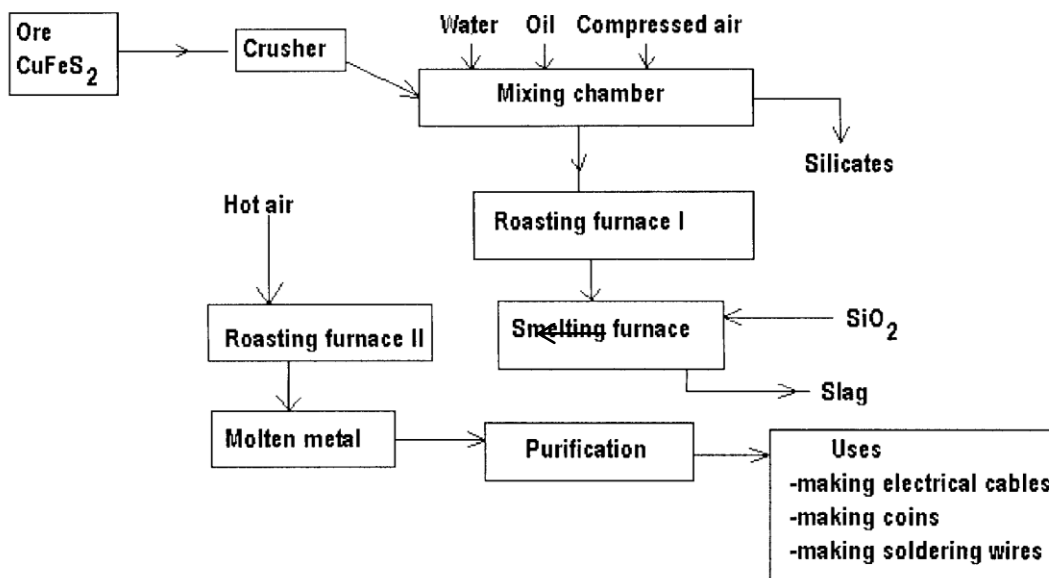 Ore
CuFeS2
Crusher
Water Oil Compressed air
Mixing chamber
Silicates
Hot air
Roasting furnace I
Roasting furnace II
Smelting furnace
SiO2
Slag
Molten metal
Purification
Uses
-making electrical cables
-making coins
-making soldering wires